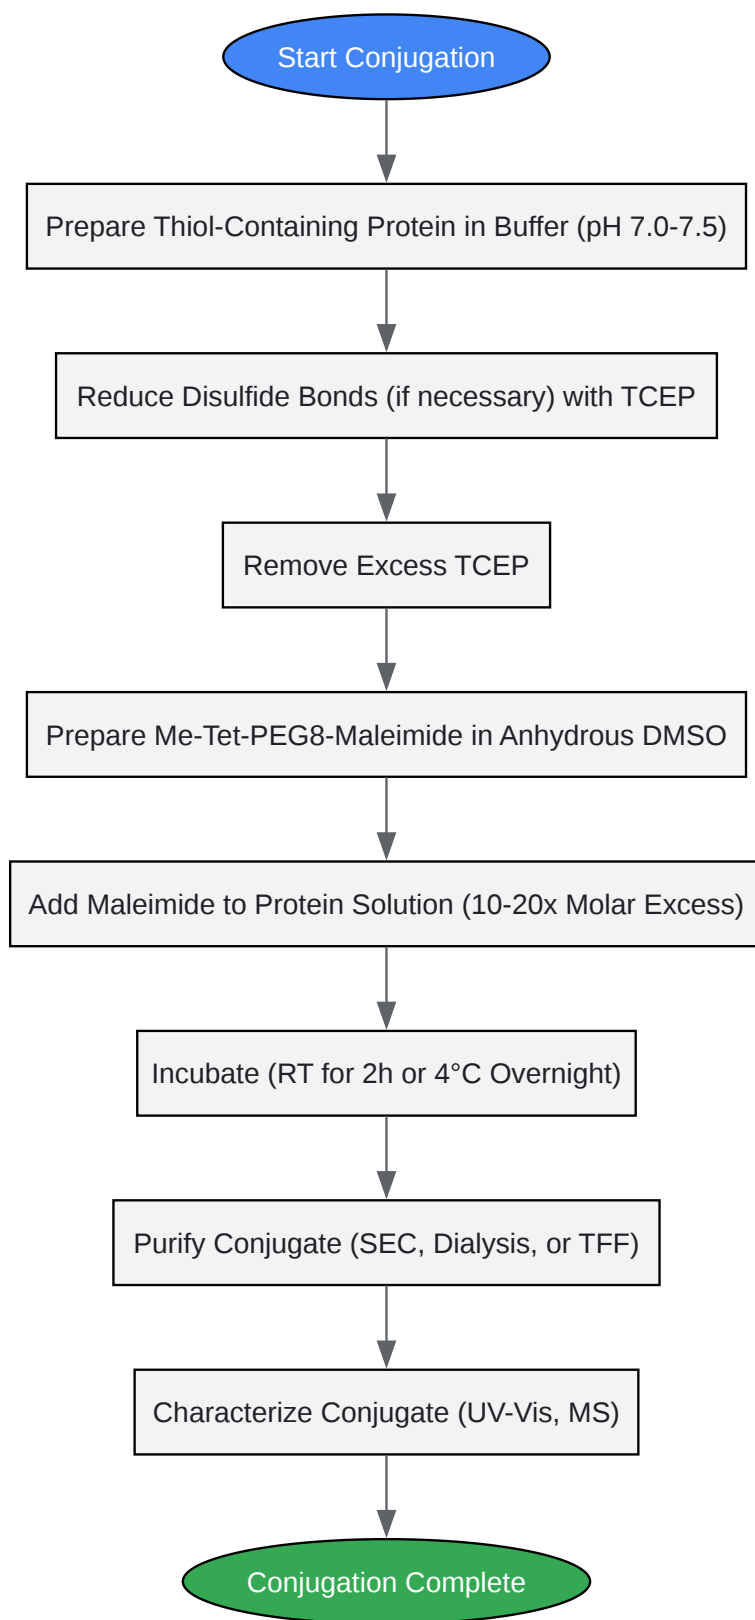 Start Conjugation
Prepare Thiol-Containing Protein in Buffer (pH 7.0-7.5)
Reduce Disulfide Bonds (if necessary) with TCEP
Remove Excess TCEP
Prepare Me-Tet-PEG8-Maleimide in Anhydrous DMSO
Add Maleimide to Protein Solution (10-20x Molar Excess)
Incubate (RT for 2h or 4°C Overnight)
Purify Conjugate (SEC, Dialysis, or TFF)
Characterize Conjugate (UV-Vis, MS)
Conjugation Complete